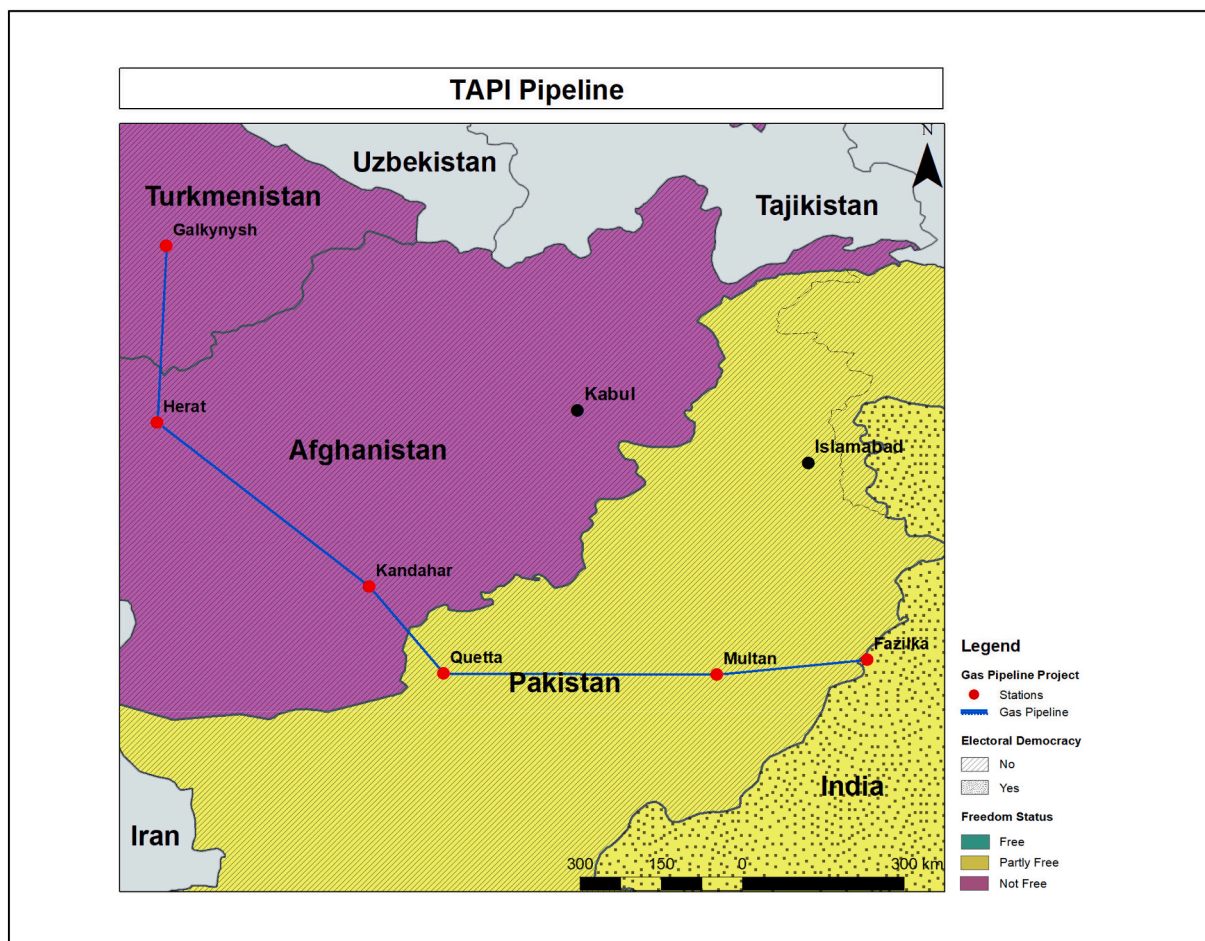 TAPI Pipeline
N
Uzbekistan
Turkmenistan
Tajikistan
Galkynysh
Kabul
Herat
Afghanistan
Islamabad
Kandahar
Fazilka
Quetta
Multan
Pakistan
India
Iran
300 150 0 300 km
Legend
Gas Pipeline Project
Stations
Gas Pipeline
Electoral Democracy
No
Yes
Freedom Status
Free
Partly Free
Not Free